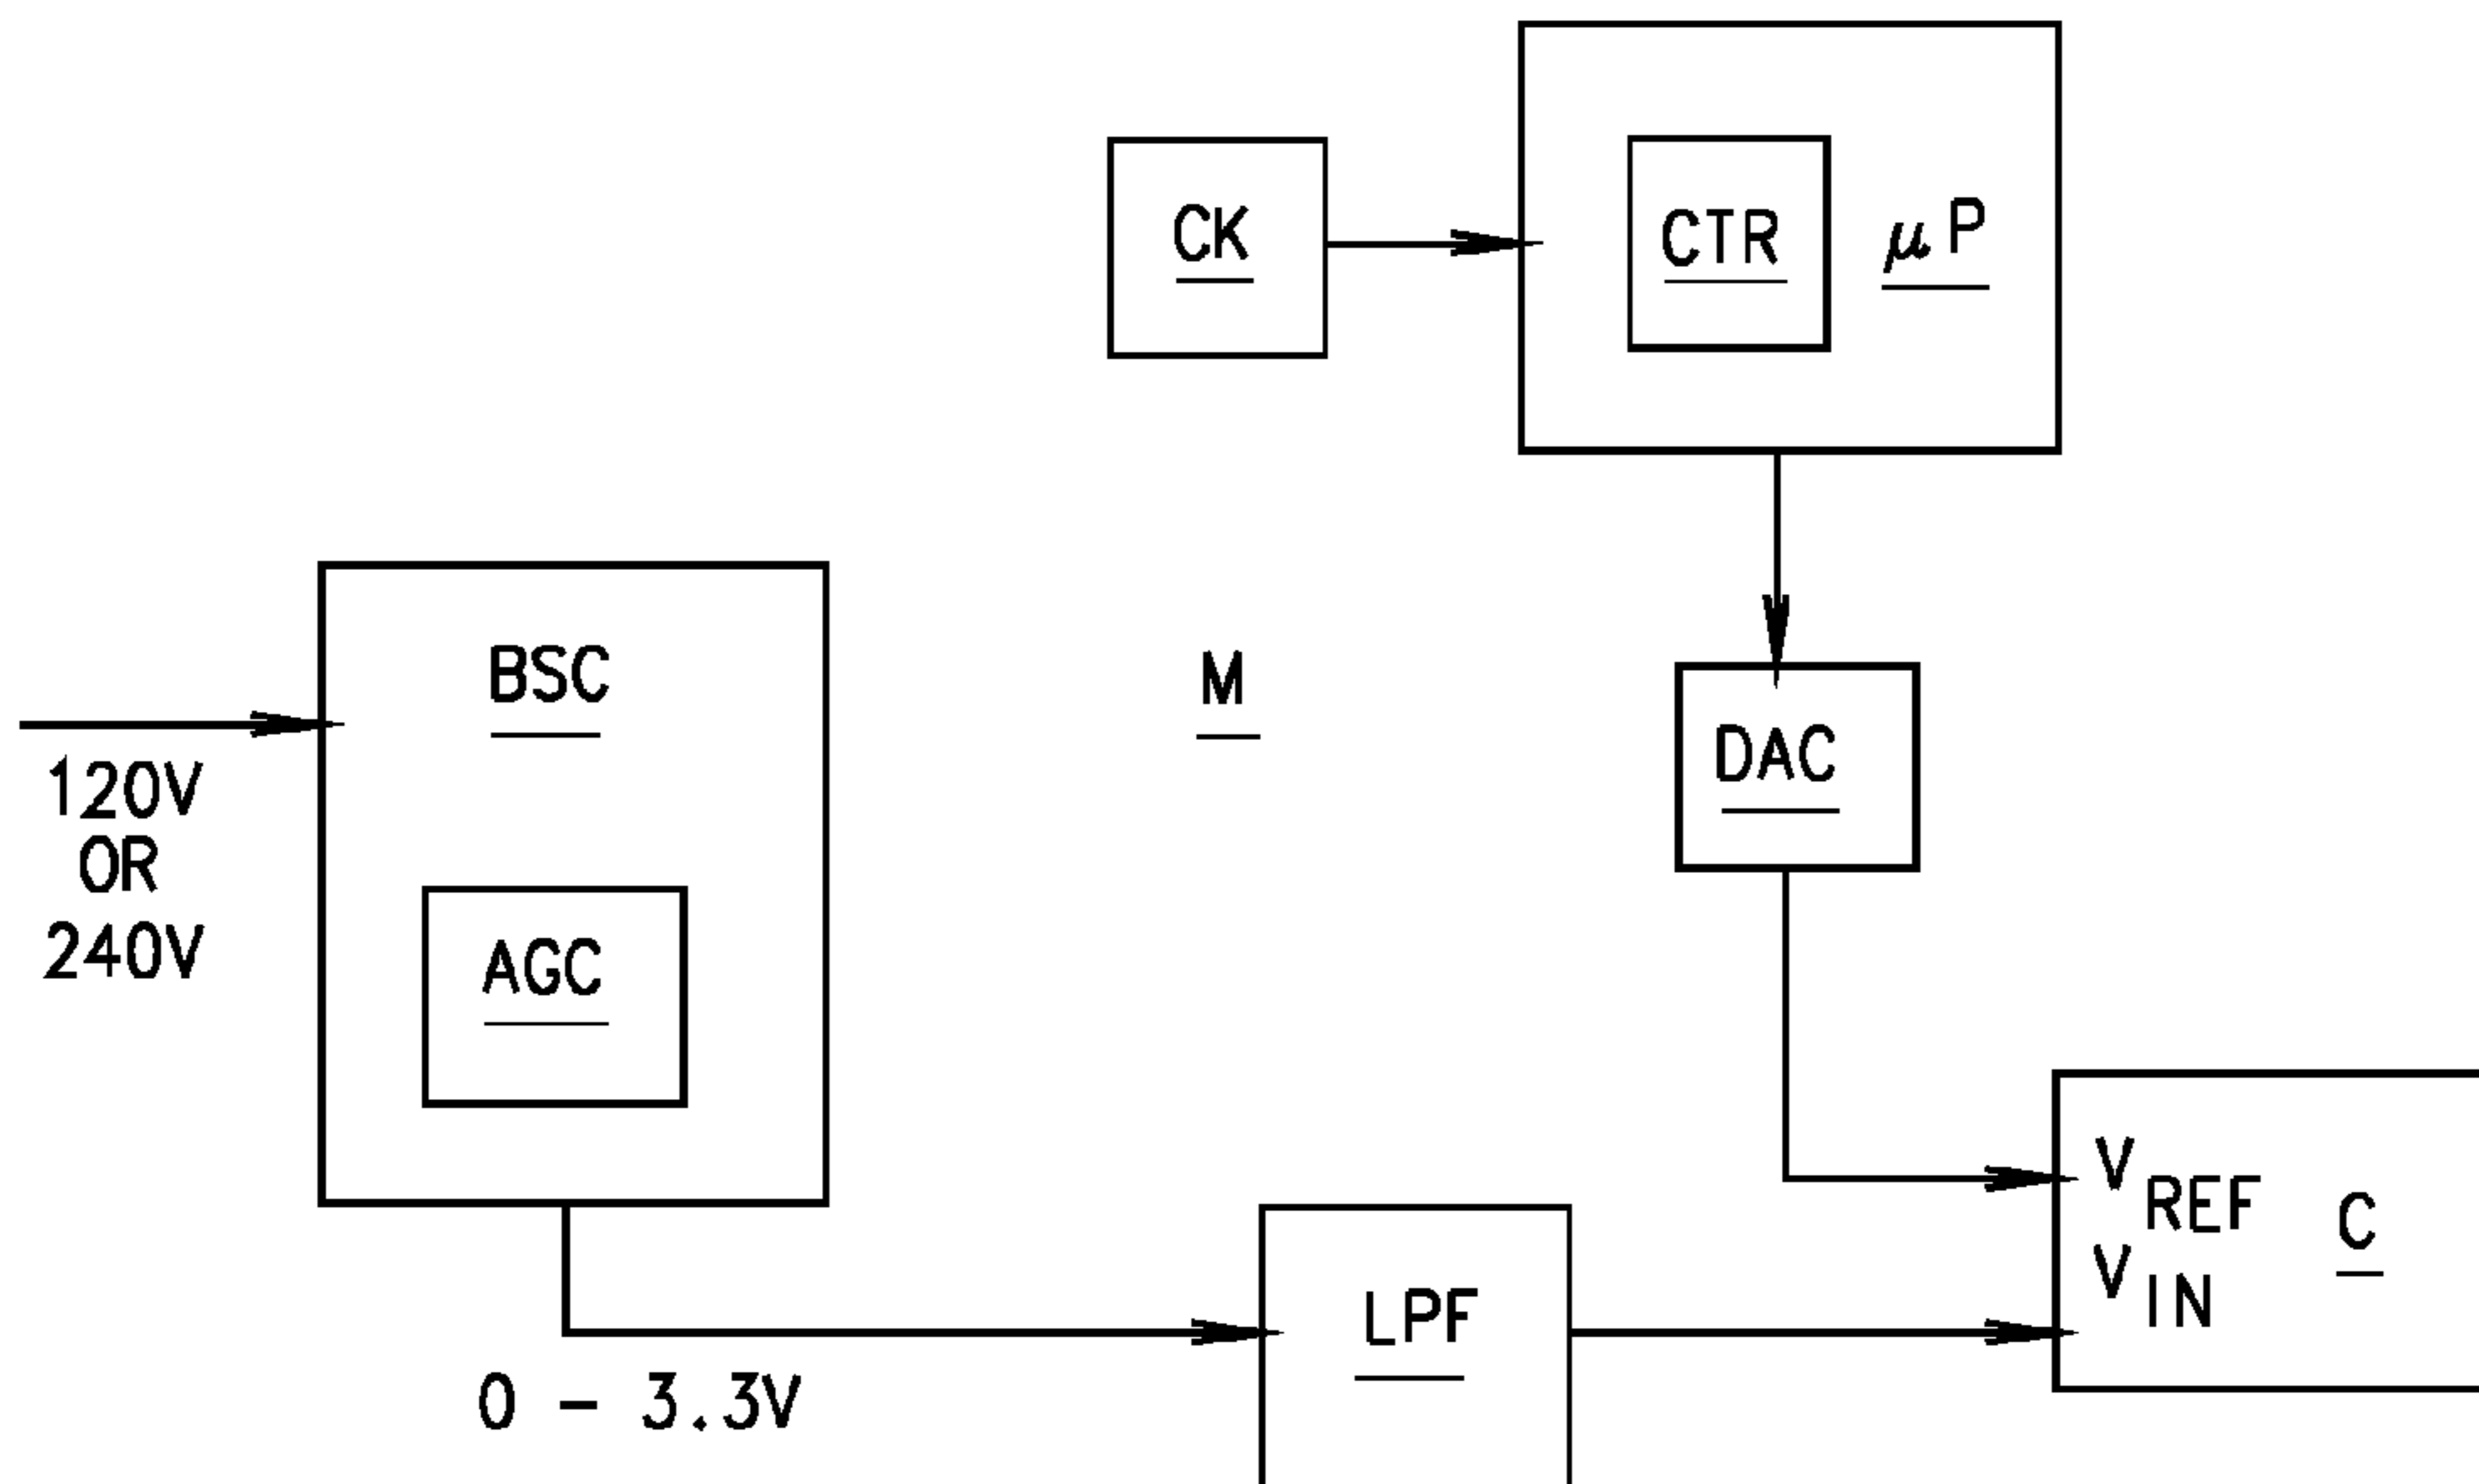 CK
CTR
μP
BSC
M
DAC
120V
OR
240V
AGC
VREF
C
VIN
LPF
0 - 3.3V